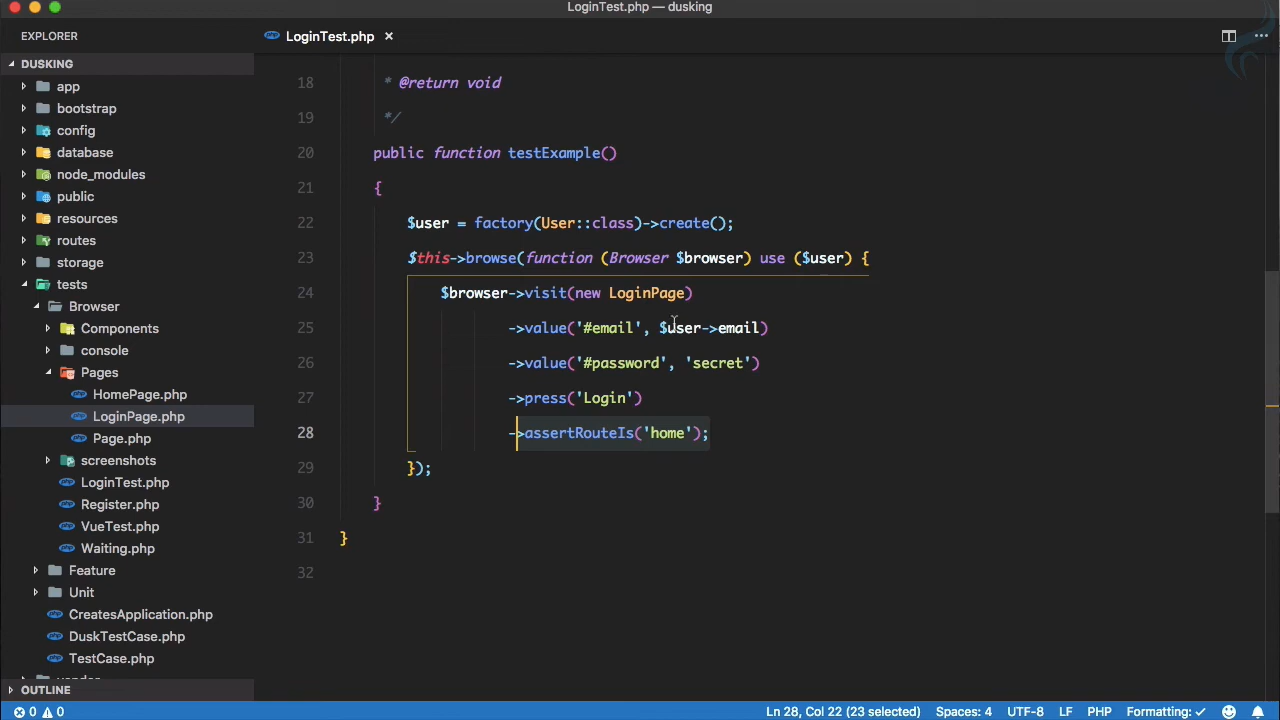 LoginTest.php — dusking
EXPLORER
LoginTest.php ×
DUSKING
app
bootstrap
config
database
node_modules
public
resources
routes
storage
tests
Browser
Components
console
Pages
HomePage.php
LoginPage.php
Page.php
screenshots
LoginTest.php
Register.php
VueTest.php
Waiting.php
Feature
Unit
CreatesApplication.php
DuskTestCase.php
TestCase.php
OUTLINE
18 * @return void
19 */
20 public function testExample()
21 {
22 $user = factory(User::class)->create();
23 $this->browse(function (Browser $browser) use ($user) {
24 $browser->visit(new LoginPage)
25 ->value('#email', $user->email)
26 ->value('#password', 'secret')
27 ->press('Login')
28 ->assertRouteIs('home');
29 });
30 }
31 }
32
0 0 Ln 28, Col 22 (23 selected) Spaces: 4 UTF-8 LF PHP Formatting: ✓